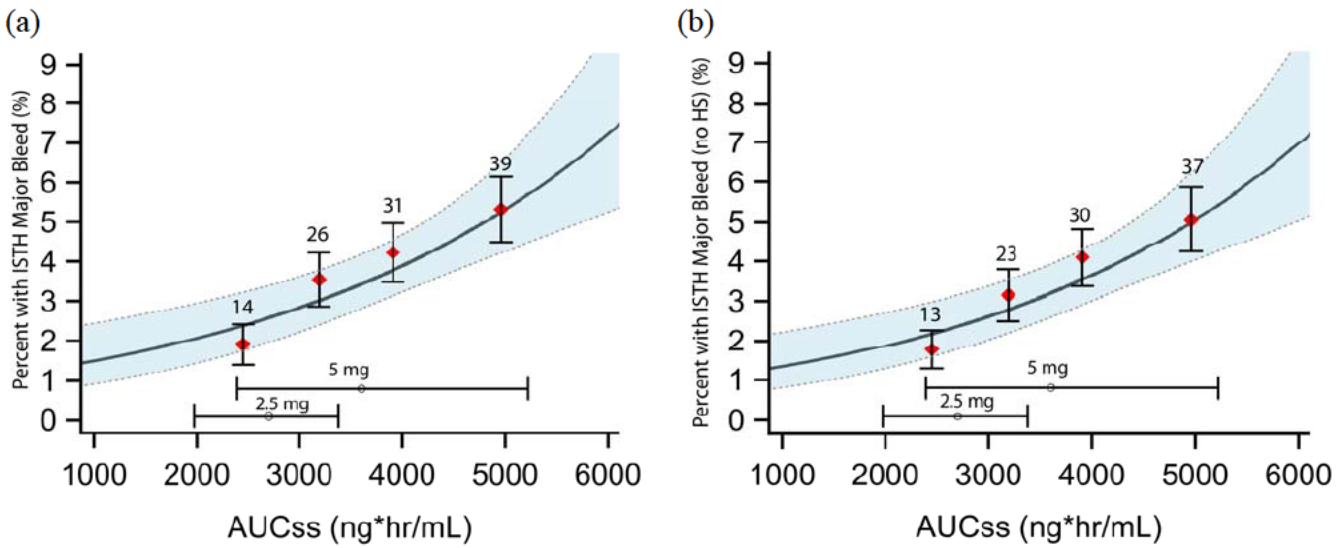 (a)
Percent with ISTH Major Bleed (%)
9
8
7
6
5
4
3
2
1
0
14
26
31
39
5 mg
2.5 mg
1000 2000 3000 4000 5000 6000
AUCss (ng*hr/mL)
(b)
Percent with ISTH Major Bleed (no HS) (%)
9
8
7
6
5
4
3
2
1
0
13
23
30
37
5 mg
2.5 mg
1000 2000 3000 4000 5000 6000
AUCss (ng*hr/mL)